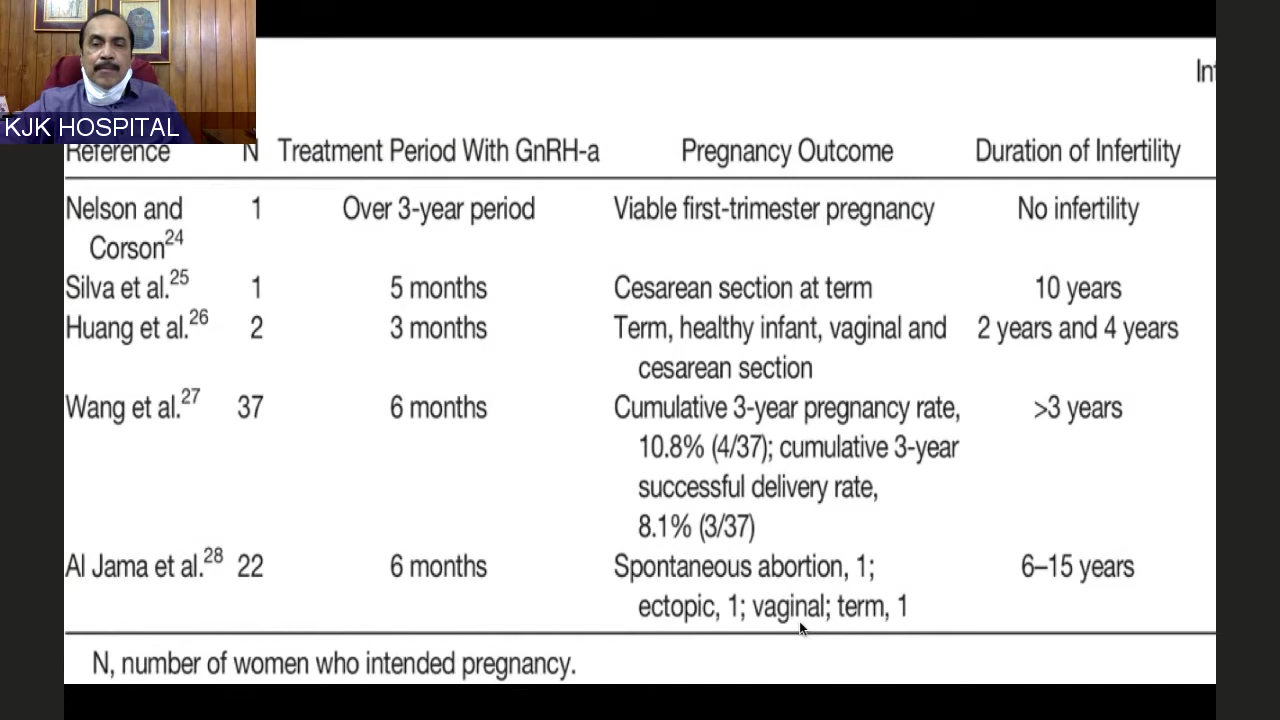 Inf
KJK HOSPITAL
Reference N Treatment Period With GnRH-a Pregnancy Outcome Duration of Infertility
Nelson and 1 Over 3-year period Viable first-trimester pregnancy No infertility
Corson24
Silva et al.25 1 5 months Cesarean section at term 10 years
Huang et al.26 2 3 months Term, healthy infant, vaginal and 2 years and 4 years
cesarean section
Wang et al.27 37 6 months Cumulative 3-year pregnancy rate, >3 years
10.8% (4/37); cumulative 3-year
successful delivery rate,
8.1% (3/37)
Al Jama et al.28 22 6 months Spontaneous abortion, 1; 6–15 years
ectopic, 1; vaginal; term, 1
N, number of women who intended pregnancy.